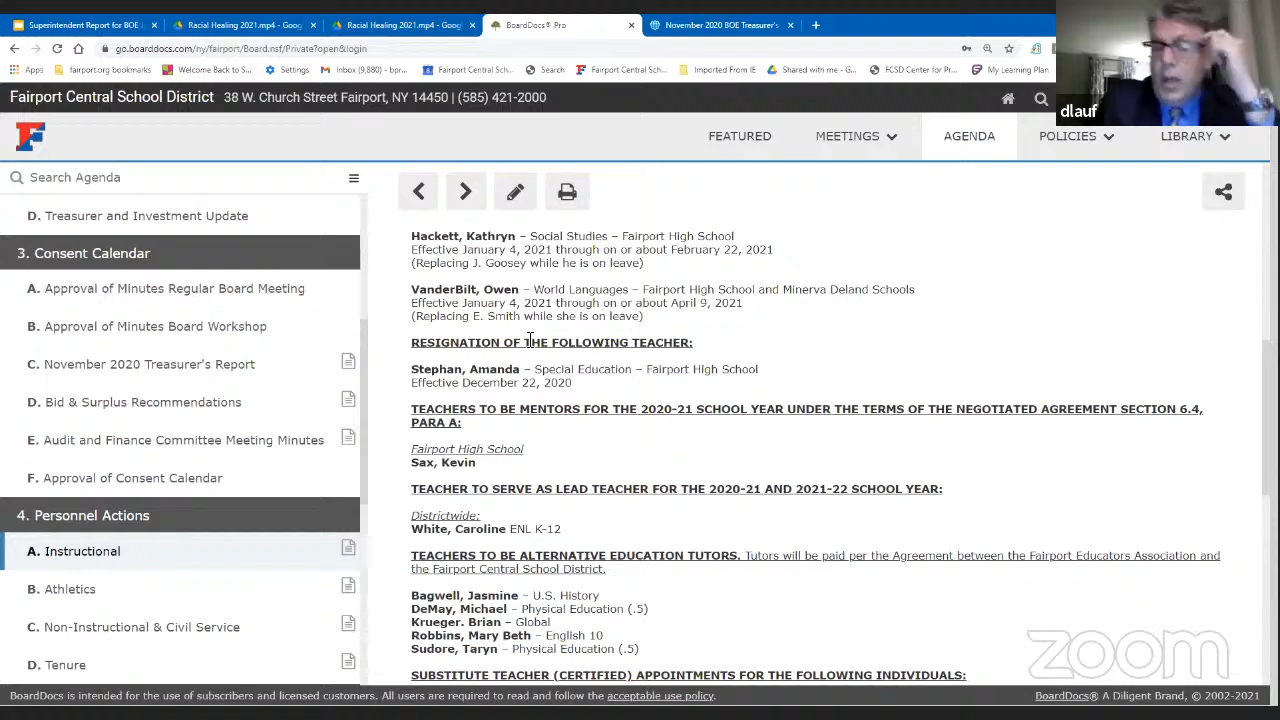 Superintendent Report for BOE
Racial Healing 2021.mp4 - Goog
Racial Healing 2021.mp4 - Goog
BoardDocs® Pro
November 2020 BOE Treasurer's
go.boarddocs.com/ny/fairport/Board.nsf/Private?open&login
Apps
fairport.org bookmarks
Welcome Back to S...
Settings
Inbox (9,880) - bpr...
Fairport Central Sch...
Search
Fairport Central Sch...
Imported From IE
Shared with me - G...
FCSD Center for Pr...
My Learning Plan
dlauf
Fairport Central School District 38 W. Church Street Fairport, NY 14450 | (585) 421-2000
F
FEATURED
MEETINGS
AGENDA
POLICIES
LIBRARY
Search Agenda
D. Treasurer and Investment Update
3. Consent Calendar
A. Approval of Minutes Regular Board Meeting
B. Approval of Minutes Board Workshop
C. November 2020 Treasurer's Report
D. Bid & Surplus Recommendations
E. Audit and Finance Committee Meeting Minutes
F. Approval of Consent Calendar
4. Personnel Actions
A. Instructional
B. Athletics
C. Non-Instructional & Civil Service
D. Tenure
Hackett, Kathryn – Social Studies – Fairport High School
Effective January 4, 2021 through on or about February 22, 2021
(Replacing J. Goosey while he is on leave)
VanderBilt, Owen – World Languages – Fairport High School and Minerva Deland Schools
Effective January 4, 2021 through on or about April 9, 2021
(Replacing E. Smith while she is on leave)
RESIGNATION OF THE FOLLOWING TEACHER:
Stephan, Amanda – Special Education – Fairport High School
Effective December 22, 2020
TEACHERS TO BE MENTORS FOR THE 2020-21 SCHOOL YEAR UNDER THE TERMS OF THE NEGOTIATED AGREEMENT SECTION 6.4,
PARA A:
Fairport High School
Sax, Kevin
TEACHER TO SERVE AS LEAD TEACHER FOR THE 2020-21 AND 2021-22 SCHOOL YEAR:
Districtwide:
White, Caroline ENL K-12
TEACHERS TO BE ALTERNATIVE EDUCATION TUTORS. Tutors will be paid per the Agreement between the Fairport Educators Association and
the Fairport Central School District.
Bagwell, Jasmine – U.S. History
DeMay, Michael – Physical Education (.5)
Krueger. Brian – Global
Robbins, Mary Beth – English 10
Sudore, Taryn – Physical Education (.5)
SUBSTITUTE TEACHER (CERTIFIED) APPOINTMENTS FOR THE FOLLOWING INDIVIDUALS:
zoom
BoardDocs is intended for the use of subscribers and licensed customers. All users are required to read and follow the acceptable use policy.
BoardDocs® A Diligent Brand, © 2002-2021